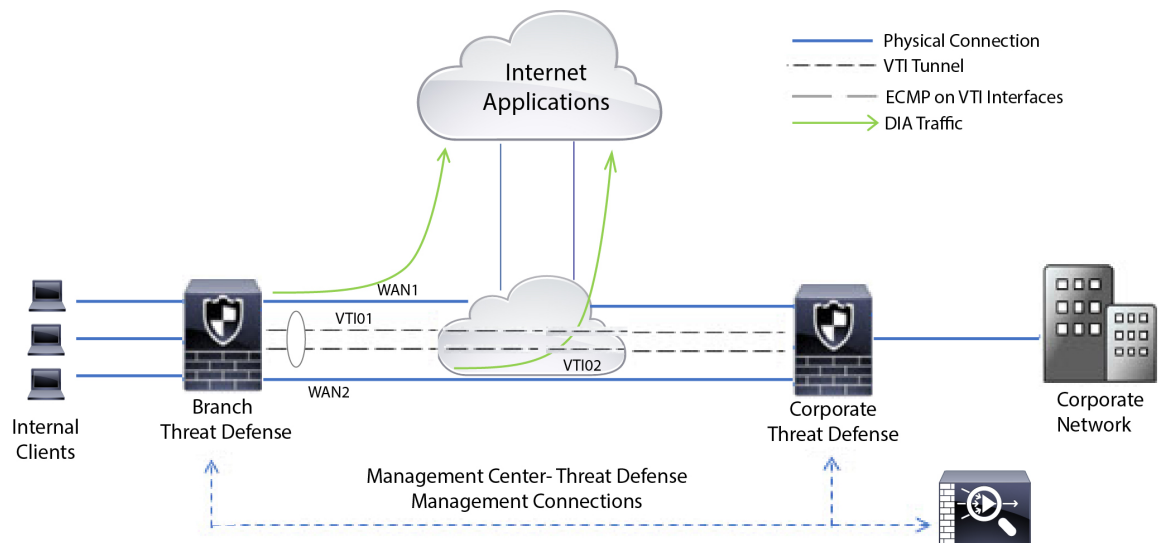 Internet
Applications
Physical Connection
VTI Tunnel
ECMP on VTI Interfaces
DIA Traffic
WAN1
VTI01
VTI02
WAN2
Internal
Clients
Branch
Threat Defense
Corporate
Threat Defense
Corporate
Network
Management Center- Threat Defense
Management Connections